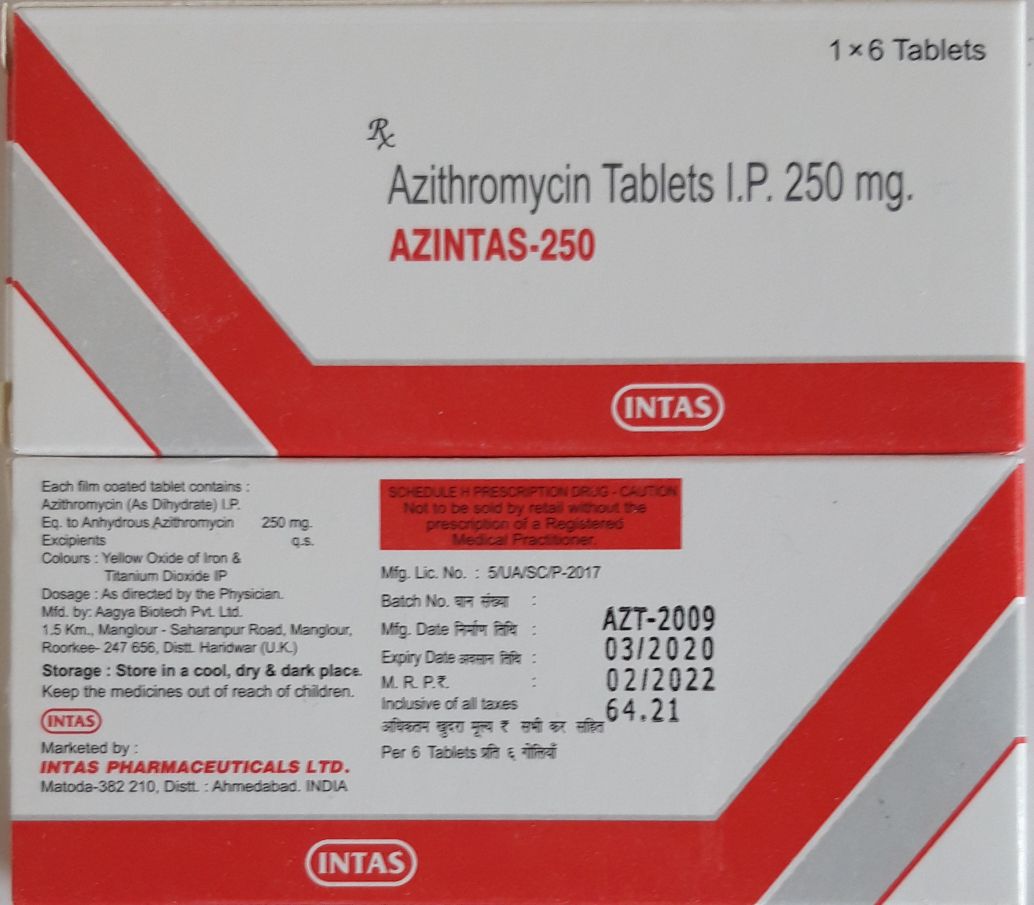 1 × 6 Tablets
Rx
Azithromycin Tablets I.P. 250 mg.
AZINTAS-250
INTAS
Each film coated tablet contains :
Azithromycin (As Dihydrate) I.P.
Eq. to Anhydrous Azithromycin 250 mg.
Excipients q.s.
Colours : Yellow Oxide of Iron &
Titanium Dioxide IP
Dosage : As directed by the Physician.
Mfd. by: Aagya Biotech Pvt. Ltd.
1.5 Km., Manglour - Saharanpur Road, Manglour,
Roorkee- 247 656, Distt. Haridwar (U.K.)
Storage : Store in a cool, dry & dark place.
Keep the medicines out of reach of children.
INTAS
Marketed by :
INTAS PHARMACEUTICALS LTD.
Matoda-382 210, Distt. : Ahmedabad. INDIA
SCHEDULE H PRESCRIPTION DRUG - CAUTION
Not to be sold by retail without the
prescription of a Registered
Medical Practitioner.
Mfg. Lic. No. : 5/UA/SC/P-2017
Batch No. घान संख्या :
Mfg. Date निर्माण तिथि :
Expiry Date अवसान तिथि :
M. R. P.₹. :
Inclusive of all taxes
अधिकतम खुदरा मूल्य ₹ सभी कर सहित
Per 6 Tablets प्रति ६ गोलियाँ
AZT-2009
03/2020
02/2022
64.21
INTAS